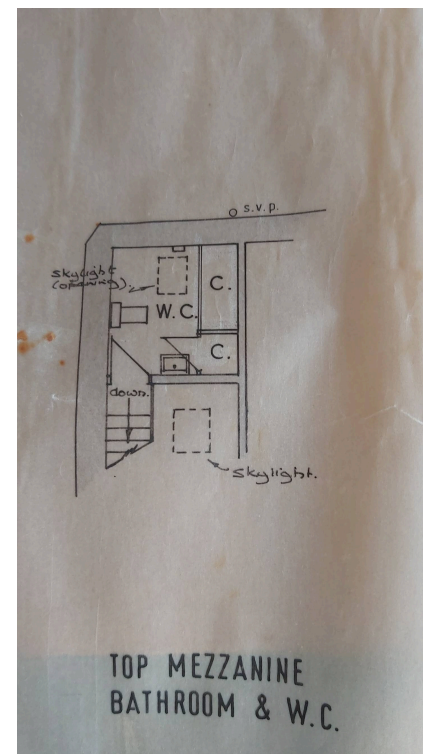 s.v.p.
skylight
(opening).
C.
W.C.
C.
down.
skylight.
TOP MEZZANINE
BATHROOM & W.C.